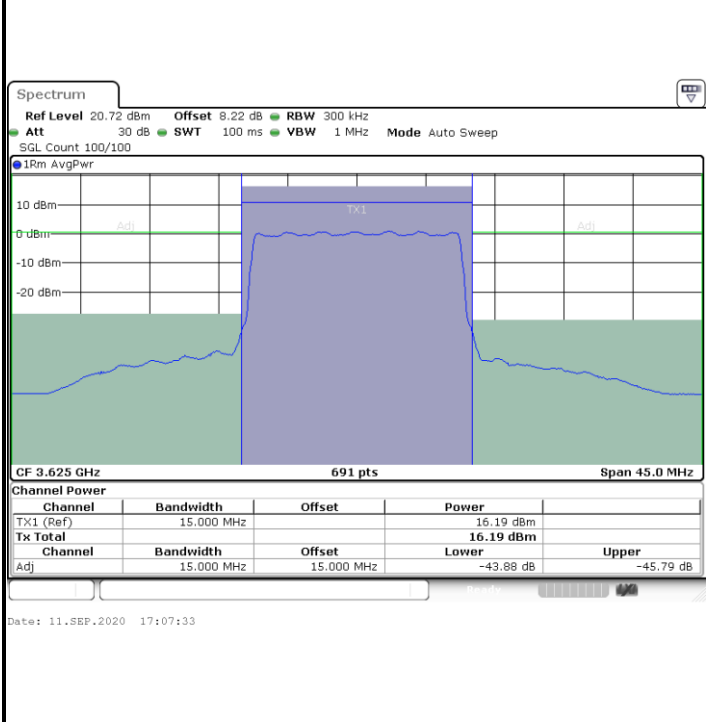 Spectrum
Ref Level 20.72 dBm Offset 8.22 dB RBW 300 kHz
Att 30 dB SWT 100 ms VBW 1 MHz Mode Auto Sweep
SGL Count 100/100
1Rm AvgPwr
10 dBm
TX1
Adj Adj
0 dBm
-10 dBm
-20 dBm
CF 3.625 GHz 691 pts Span 45.0 MHz
Channel Power
Channel Bandwidth Offset Power
TX1 (Ref) 15.000 MHz 16.19 dBm
Tx Total 16.19 dBm
Channel Bandwidth Offset Lower Upper
Adj 15.000 MHz 15.000 MHz -43.88 dB -45.79 dB
Ready
Date: 11.SEP.2020 17:07:33